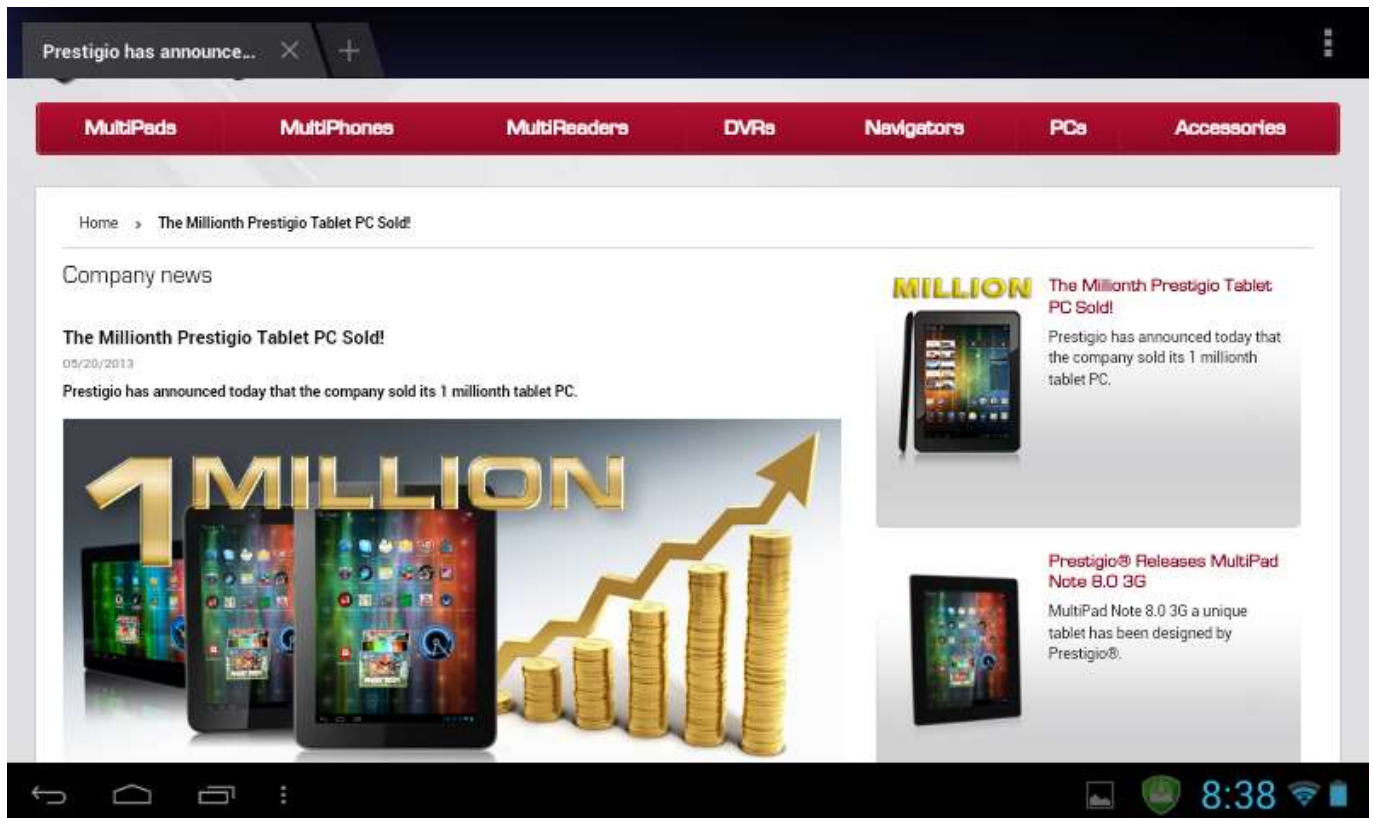 Prestigio has announce...
MultiPads MultiPhones MultiReaders DVRs Navigators PCs Accessories
Home » The Millionth Prestigio Tablet PC Sold!
Company news
The Millionth Prestigio Tablet PC Sold!
05/20/2013
Prestigio has announced today that the company sold its 1 millionth tablet PC.
1 MILLION
MILLION
The Millionth Prestigio Tablet
PC Sold!
Prestigio has announced today that
the company sold its 1 millionth
tablet PC.
Prestigio® Releases MultiPad
Note 8.0 3G
MultiPad Note 8.0 3G a unique
tablet has been designed by
Prestigio®.
8:38